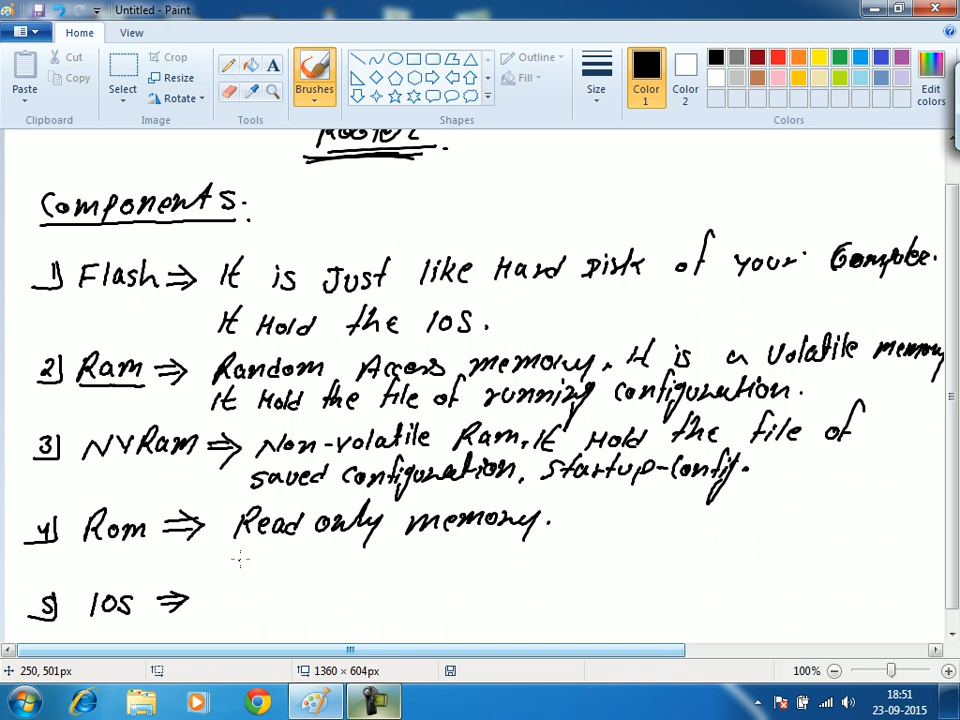 Untitled - Paint
Home View
Paste
Cut
Copy
Clipboard
Select
Crop
Resize
Rotate
Image
A
Tools
Brushes
Shapes
Outline
Fill
Size
Color 1
Color 2
Edit colors
Colors
Components.
1] Flash ⇒ It is Just like Hard Disk of your Computer.
It Hold the IOS.
2] Ram ⇒ Random Access memory. It is a volatile memory
It Hold the file of running configuration.
3] NVRam ⇒ Non-volatile Ram. It Hold the file of
saved configuration, startup-config.
4] Rom ⇒ Read only memory.
5] IOS ⇒
250, 501px
1360 × 604px
100%
18:51
23-09-2015